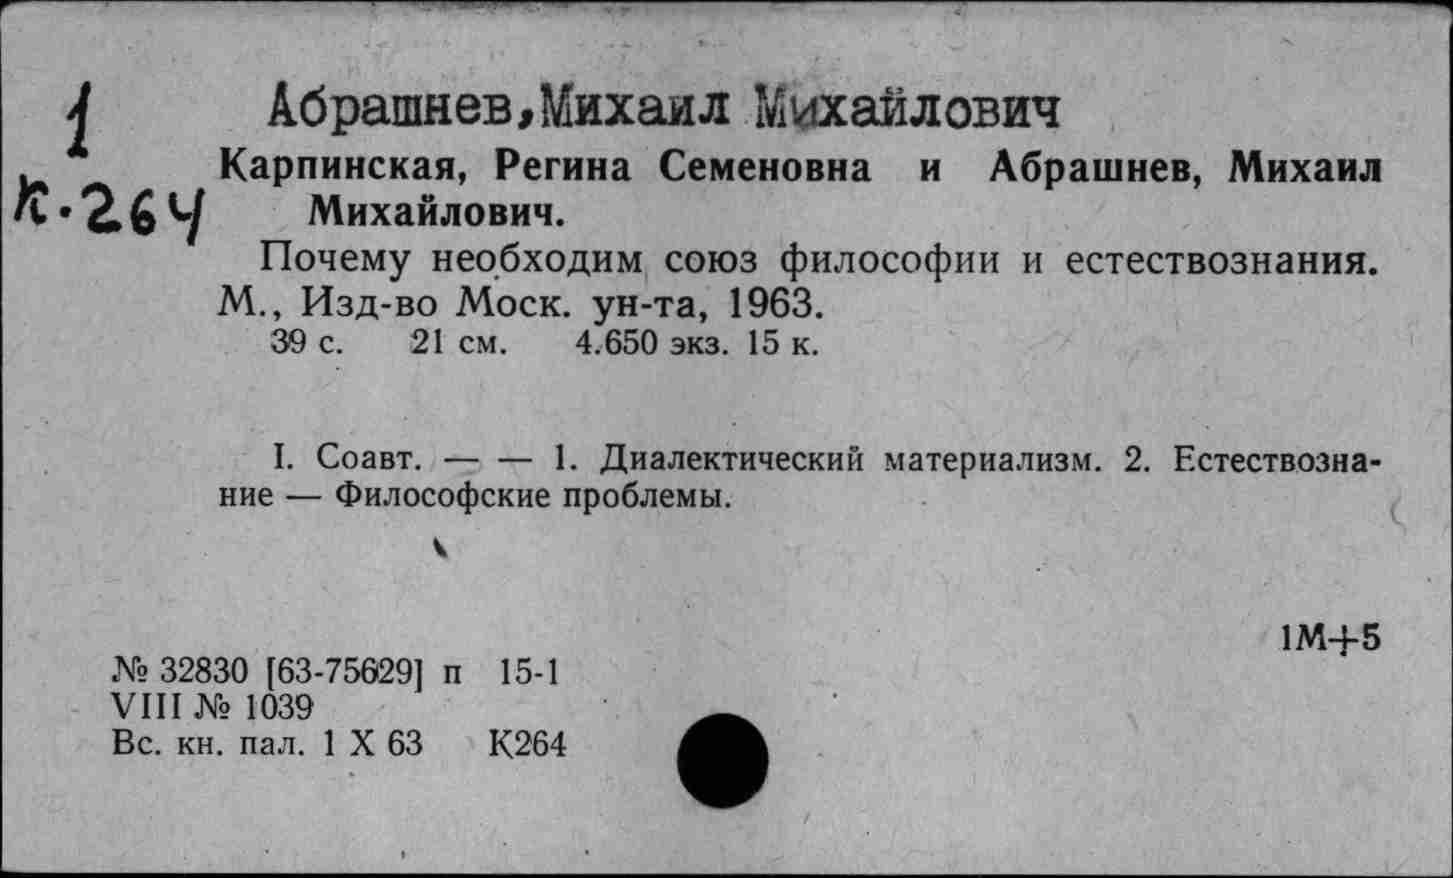 1
К.264
Абрашнев,Михаил Михайлович
Карпинская, Регина Семеновна и Абрашнев, Михаил
Михайлович.
Почему необходим союз философии и естествознания.
М., Изд-во Моск. ун-та, 1963.
39 с. 21 см. 4.650 экз. 15 к.
I. Соавт. — — 1. Диалектический материализм. 2. Естествозна-
ние — Философские проблемы.
1М+5
№ 32830 [63-75629] п 15-1
VIII № 1039
Вс. кн. пал. 1 X 63 К264